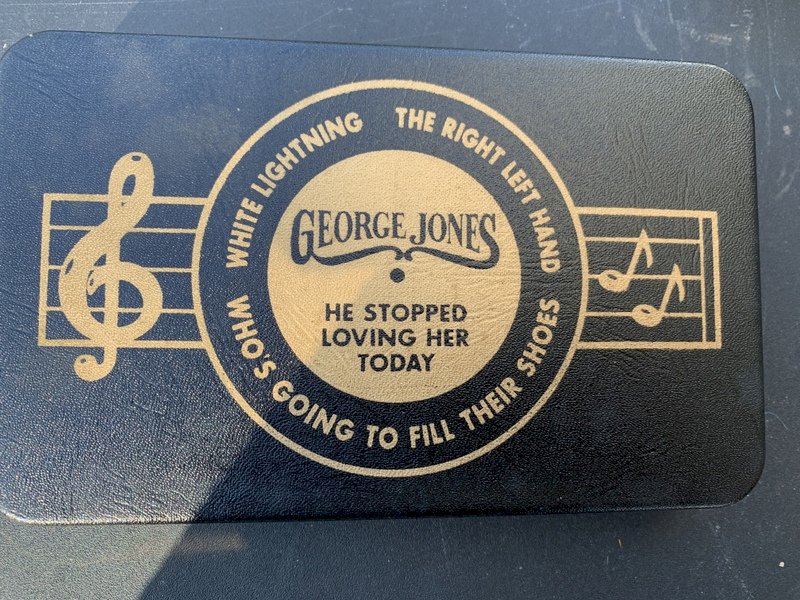 WHITE LIGHTNING
THE RIGHT LEFT HAND
GEORGE JONES
HE STOPPED
LOVING HER
TODAY
WHO'S GOING TO FILL THEIR SHOES